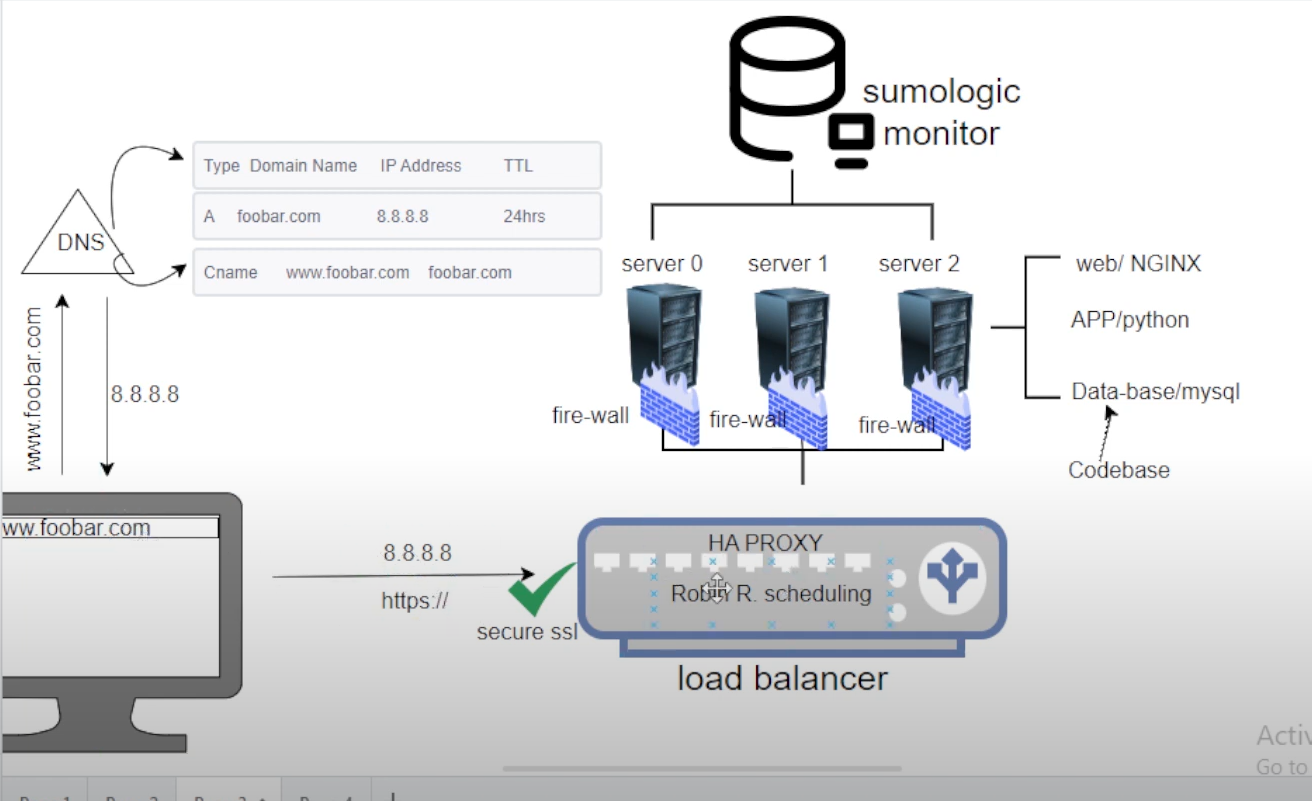 sumologic
monitor
Type Domain Name IP Address TTL
A foobar.com 8.8.8.8 24hrs
Cname www.foobar.com foobar.com
DNS
www.foobar.com
8.8.8.8
server 0 server 1 server 2
web/ NGINX
APP/python
Data-base/mysql
Codebase
fire-wall fire-wall fire-wall
ww.foobar.com
8.8.8.8
https://
secure ssl
HA PROXY
R. scheduling
load balancer
Go to